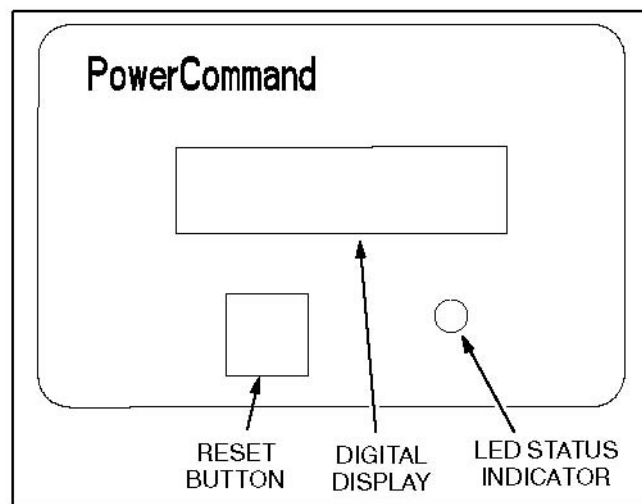 PowerCommand
RESET
BUTTON
DIGITAL
DISPLAY
LED STATUS
INDICATOR